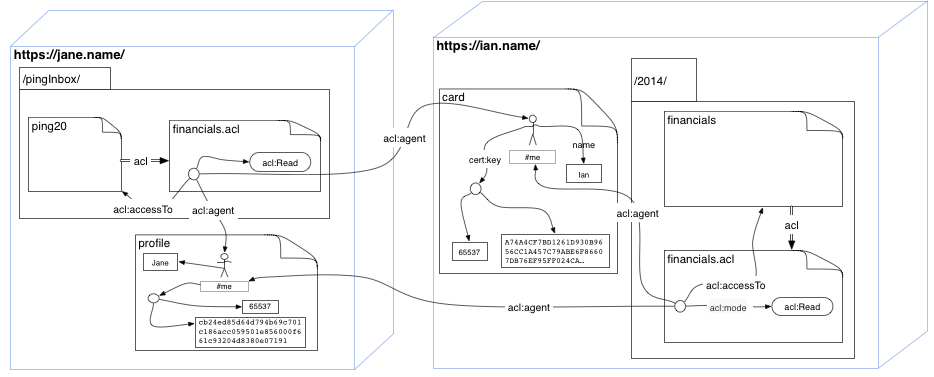 https://jane.name/
/pingInbox/
ping20
acl
financials.acl
acl:Read
acl:accessTo
acl:agent
profile
Jane
#me
65537
cb24ed85d64d794b69c701
c186acc059501e856000f6
61c93204d8380e07191
acl:agent
acl:agent
https://ian.name/
card
cert:key
name
#me
Ian
65537
A74A4CF7BD1261D930B96
56CC1A457C79ABE6F8660
7DB76EF95FF024CA…
acl:agent
/2014/
financials
acl
financials.acl
acl:accessTo
acl:mode
acl:Read